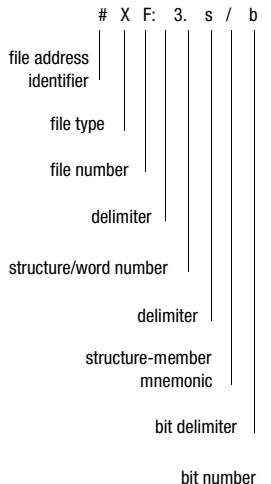 # X F: 3. s / b
file address
identifier
file type
file number
delimiter
structure/word number
delimiter
structure-member
mnemonic
bit delimiter
bit number